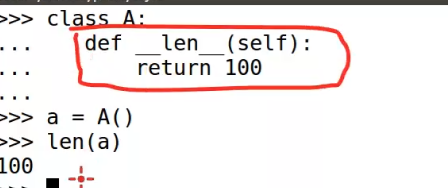 >>> class A:
...     def __len__(self):
...         return 100
...
>>> a = A()
>>> len(a)
100
>>>